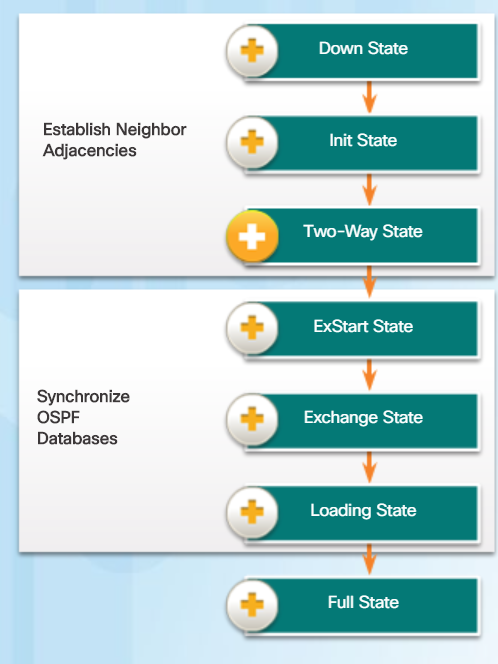 Down State
Establish Neighbor
Adjacencies
Init State
Two-Way State
ExStart State
Synchronize
OSPF
Databases
Exchange State
Loading State
Full State